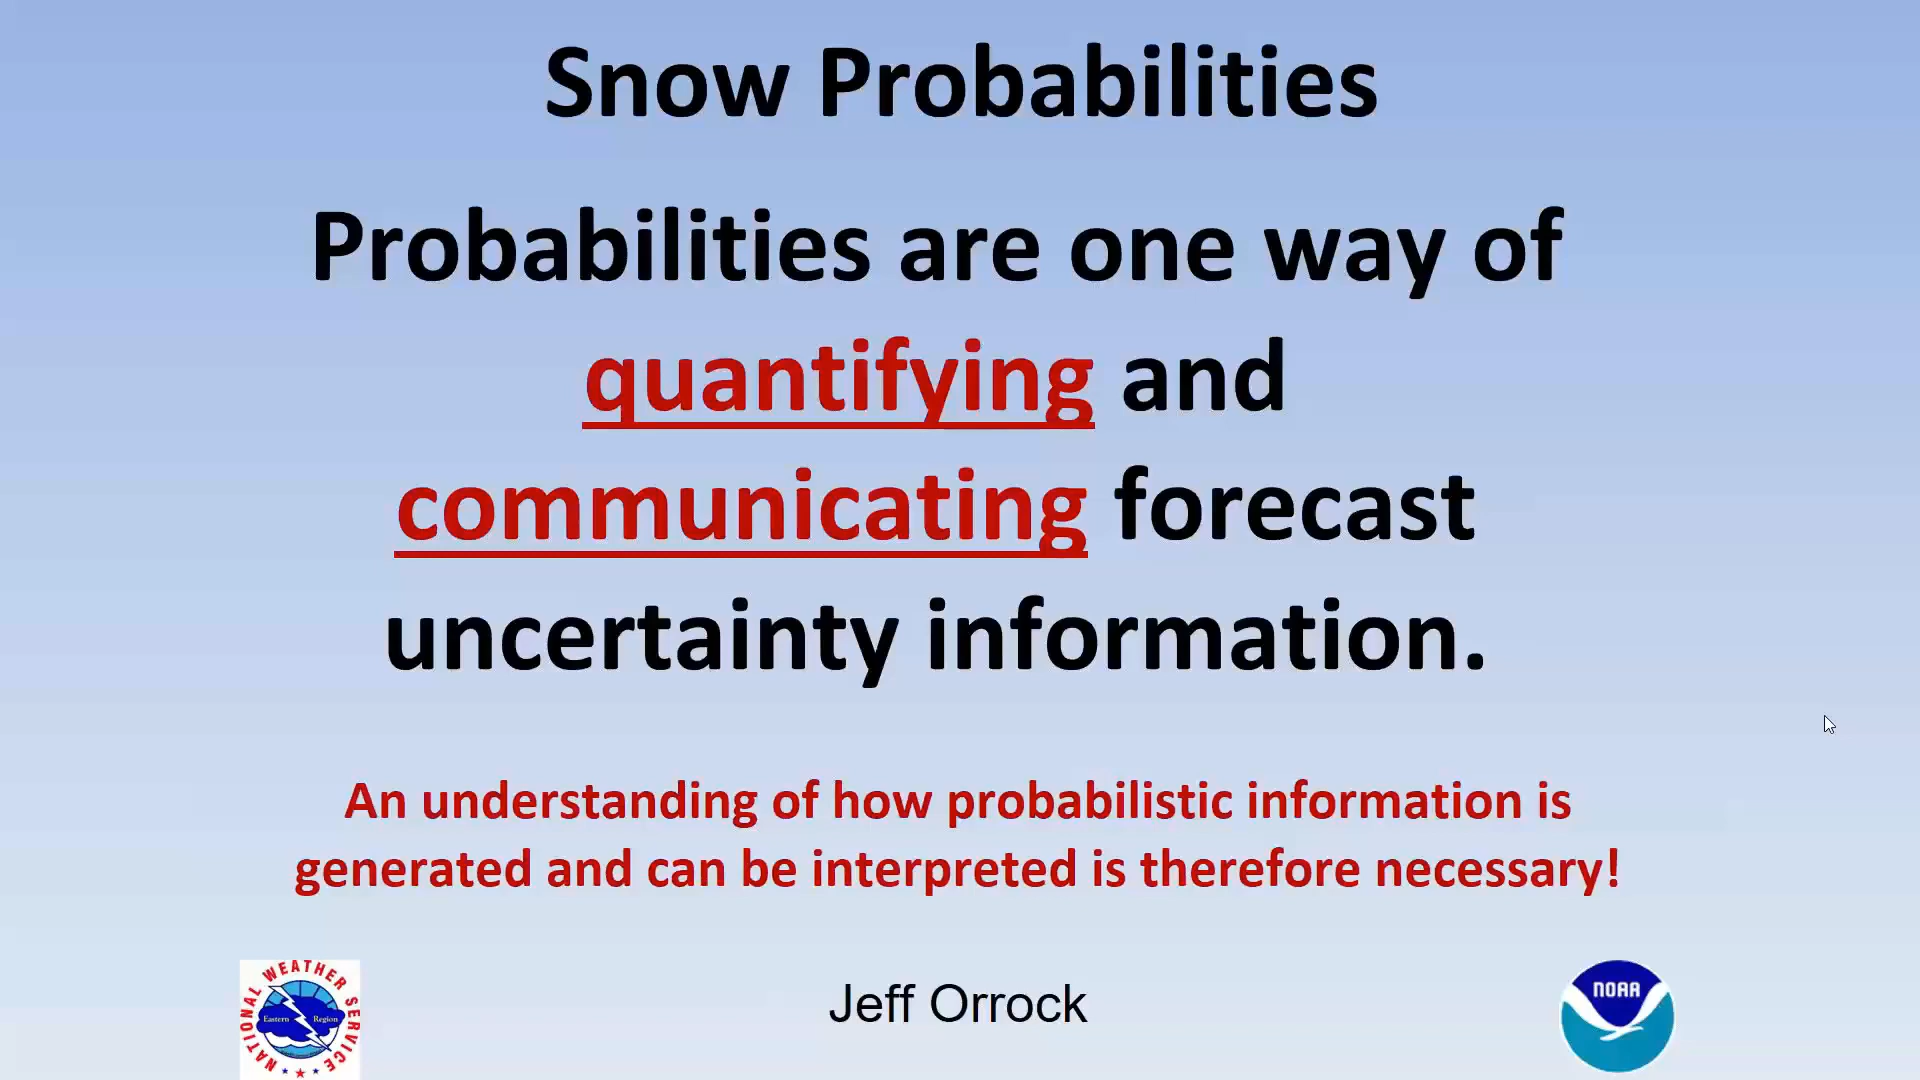 Snow Probabilities
Probabilities are one way of
quantifying and
communicating forecast
uncertainty information.
An understanding of how probabilistic information is
generated and can be interpreted is therefore necessary!
NATIONAL WEATHER SERVICE
Eastern Region
Jeff Orrock
NOAA